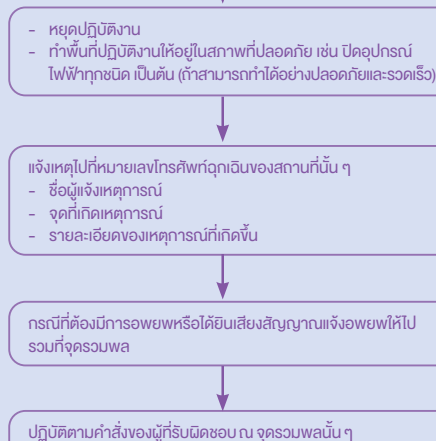 - หยุดปฏิบัติงาน
- ทำพื้นที่ปฏิบัติงานให้อยู่ในสภาพที่ปลอดภัย เช่น ปิดอุปกรณ์
ไฟฟ้าทุกชนิด เป็นต้น (ถ้าสามารถทำได้อย่างปลอดภัยและรวดเร็ว)
แจ้งเหตุไปที่หมายเลขโทรศัพท์ฉุกเฉินของสถานที่นั้น ๆ
- ชื่อผู้แจ้งเหตุการณ์
- จุดที่เกิดเหตุการณ์
- รายละเอียดของเหตุการณ์ที่เกิดขึ้น
กรณีที่ต้องมีการอพยพหรือได้ยินเสียงสัญญาณแจ้งอพยพให้ไป
รวมที่จุดรวมพล
ปฏิบัติตามคำสั่งของผู้ที่รับผิดชอบ ณ จุดรวมพลนั้น ๆ